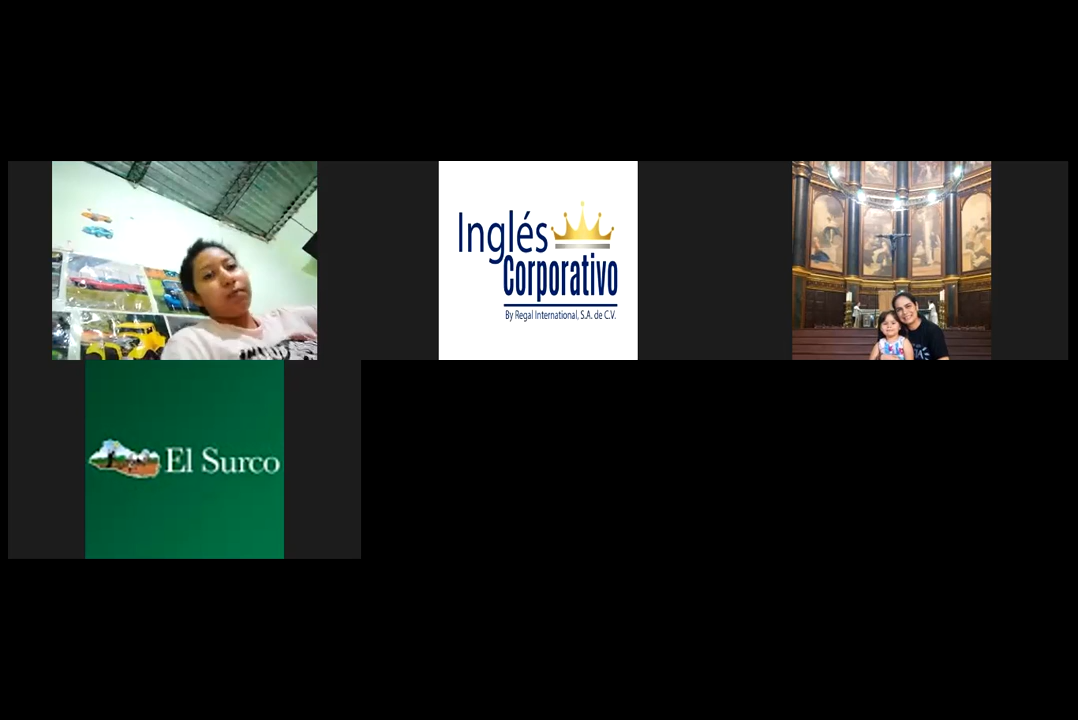 Inglés
Corporativo
By Regal International, S.A. de C.V.
El Surco